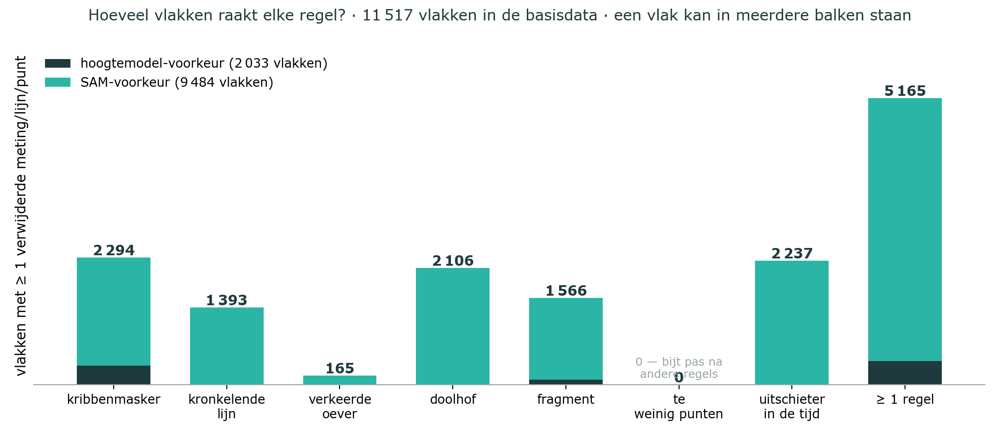 Hoeveel vlakken raakt elke regel? · 11 517 vlakken in de basisdata · een vlak kan in meerdere balken staan
vlakken met ≥ 1 verwijderde meting/lijn/punt
hoogtemodel-voorkeur (2 033 vlakken)
SAM-voorkeur (9 484 vlakken)
2 294
1 393
165
2 106
1 566
0 — bijt pas na
andere regels
0
2 237
5 165
kribbenmasker
kronkelende
lijn
verkeerde
oever
doolhof
fragment
te
weinig punten
uitschieter
in de tijd
≥ 1 regel